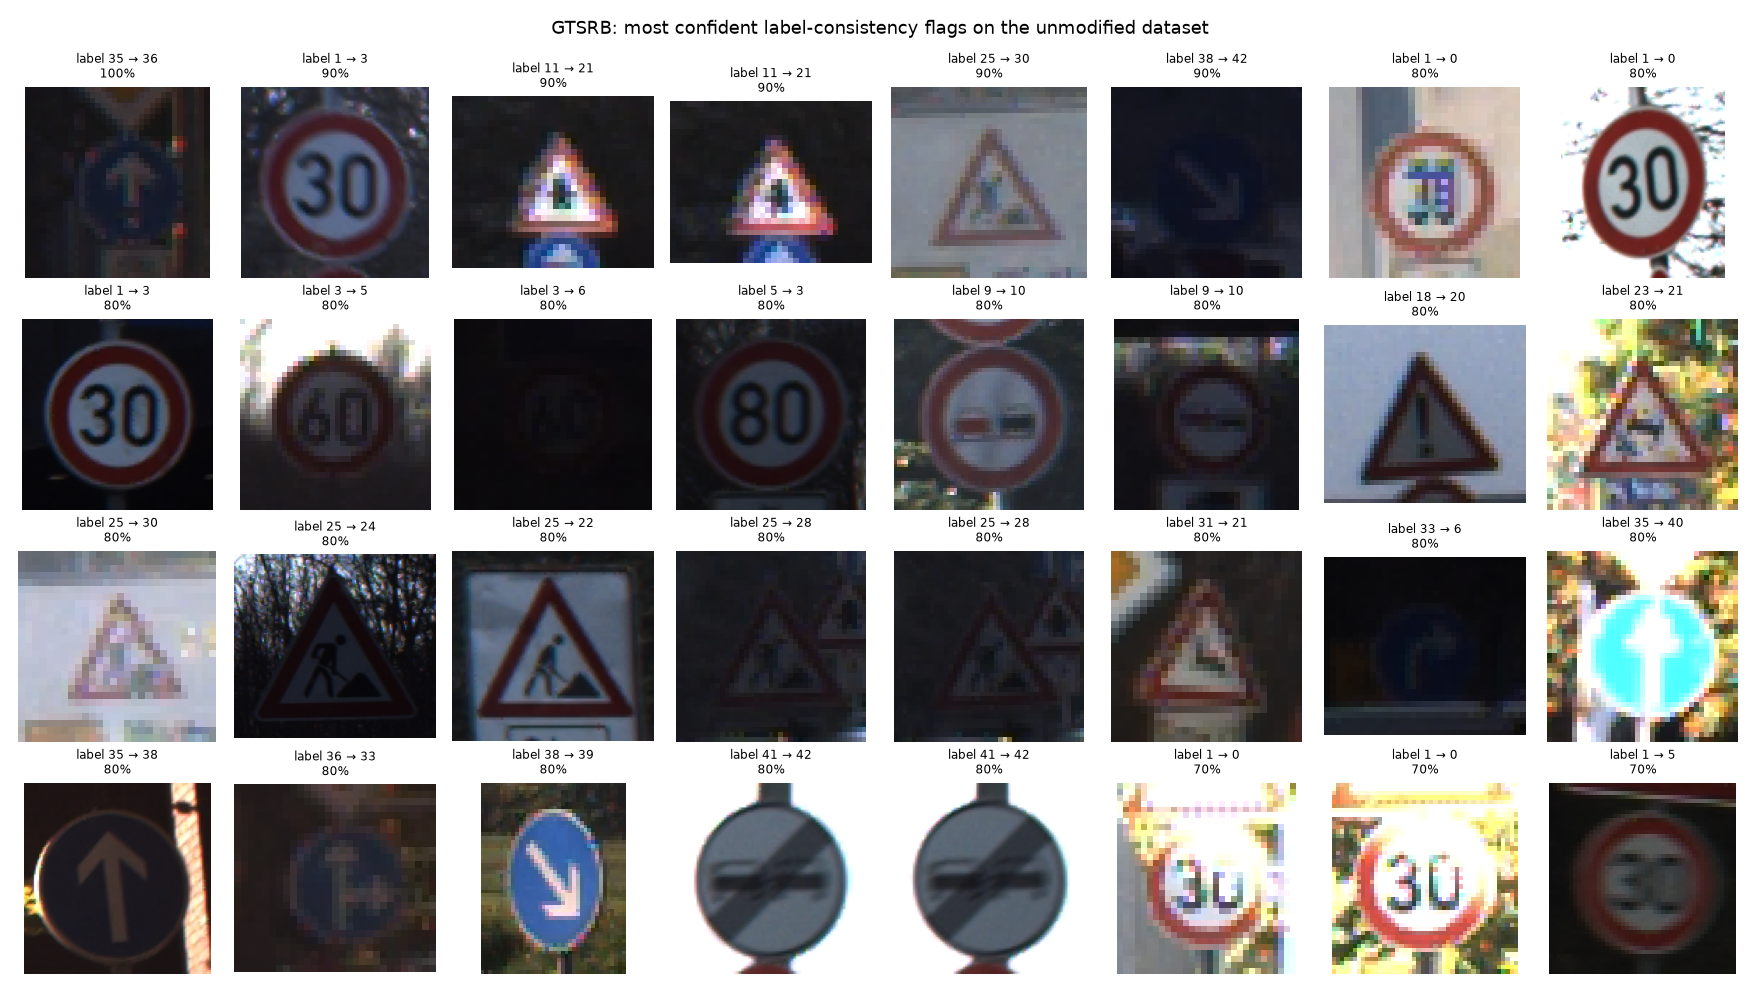 GTSRB: most confident label-consistency flags on the unmodified dataset
label 35 → 36
100%
label 1 → 3
90%
label 11 → 21
90%
label 11 → 21
90%
label 25 → 30
90%
label 38 → 42
90%
label 1 → 0
80%
label 1 → 0
80%
30
30
label 1 → 3
80%
label 3 → 5
80%
label 3 → 6
80%
label 5 → 3
80%
label 9 → 10
80%
label 9 → 10
80%
label 18 → 20
80%
label 23 → 21
80%
30
60
60
80
!
label 25 → 30
80%
label 25 → 24
80%
label 25 → 22
80%
label 25 → 28
80%
label 25 → 28
80%
label 31 → 21
80%
label 33 → 6
80%
label 35 → 40
80%
label 35 → 38
80%
label 36 → 33
80%
label 38 → 39
80%
label 41 → 42
80%
label 41 → 42
80%
label 1 → 0
70%
label 1 → 0
70%
label 1 → 5
70%
30
30
30